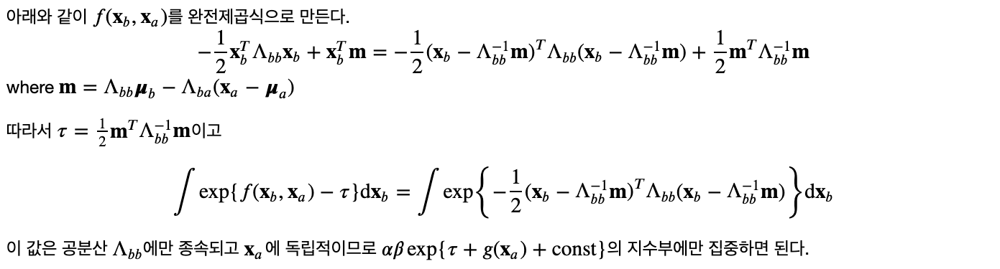 아래와 같이 $f(\mathbf{x}_b, \mathbf{x}_a)$를 완전제곱식으로 만든다.
$-\frac{1}{2}\mathbf{x}_b^T \Lambda_{bb} \mathbf{x}_b + \mathbf{x}_b^T \mathbf{m} = -\frac{1}{2}(\mathbf{x}_b - \Lambda_{bb}^{-1}\mathbf{m})^T \Lambda_{bb} (\mathbf{x}_b - \Lambda_{bb}^{-1}\mathbf{m}) + \frac{1}{2}\mathbf{m}^T \Lambda_{bb}^{-1}\mathbf{m}$
where $\mathbf{m} = \Lambda_{bb}\boldsymbol{\mu}_b - \Lambda_{ba}(\mathbf{x}_a - \boldsymbol{\mu}_a)$
따라서 $\tau = \frac{1}{2}\mathbf{m}^T \Lambda_{bb}^{-1}\mathbf{m}$이고
$\int \exp\{f(\mathbf{x}_b, \mathbf{x}_a) - \tau\}\mathrm{d}\mathbf{x}_b = \int \exp\left\{-\frac{1}{2}(\mathbf{x}_b - \Lambda_{bb}^{-1}\mathbf{m})^T \Lambda_{bb} (\mathbf{x}_b - \Lambda_{bb}^{-1}\mathbf{m})\right\}\mathrm{d}\mathbf{x}_b$
이 값은 공분산 $\Lambda_{bb}$에만 종속되고 $\mathbf{x}_a$에 독립적이므로 $\alpha\beta \exp\{\tau + g(\mathbf{x}_a) + \text{const}\}$의 지수부에만 집중하면 된다.